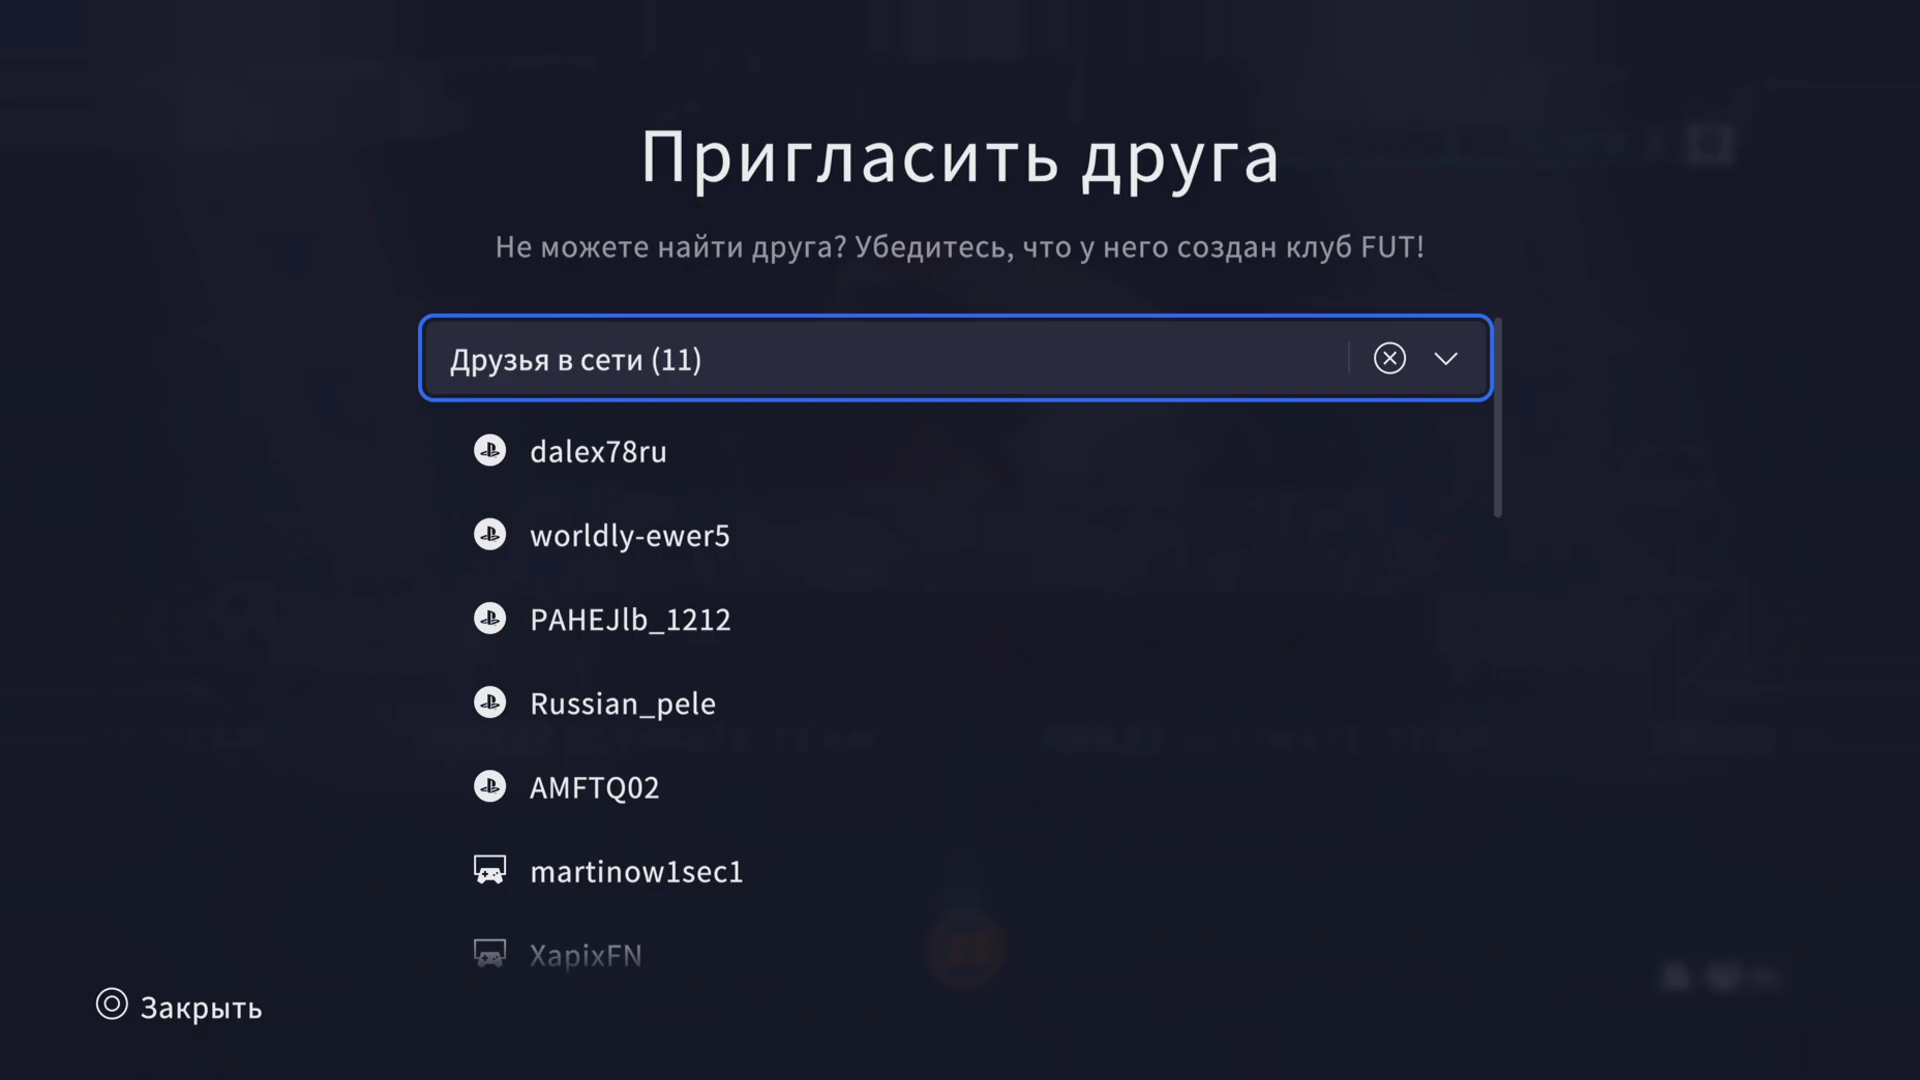 Пригласить друга
Не можете найти друга? Убедитесь, что у него создан клуб FUT!
Друзья в сети (11)
dalex78ru
worldly-ewer5
PAHEJlb_1212
Russian_pele
AMFTQ02
martinow1sec1
XapixFN
Закрыть